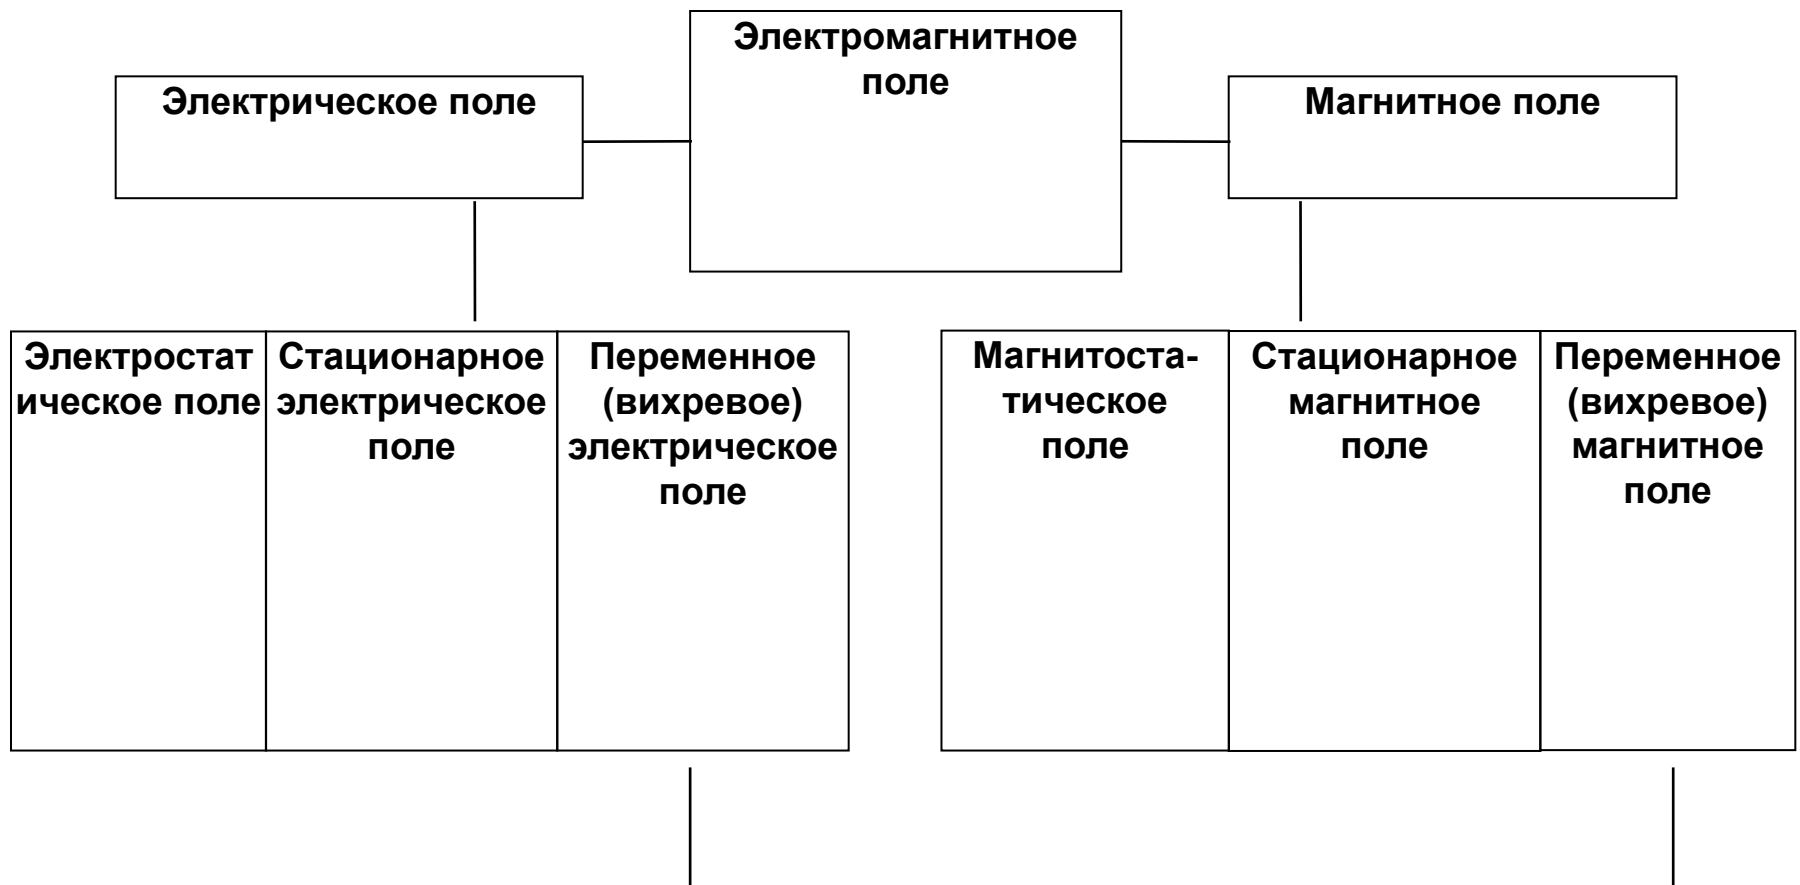 Электромагнитное
поле
Электрическое поле
Магнитное поле
Электростат
ическое поле
Стационарное
электрическое
поле
Переменное
(вихревое)
электрическое
поле
Магнитоста-
тическое
поле
Стационарное
магнитное
поле
Переменное
(вихревое)
магнитное
поле